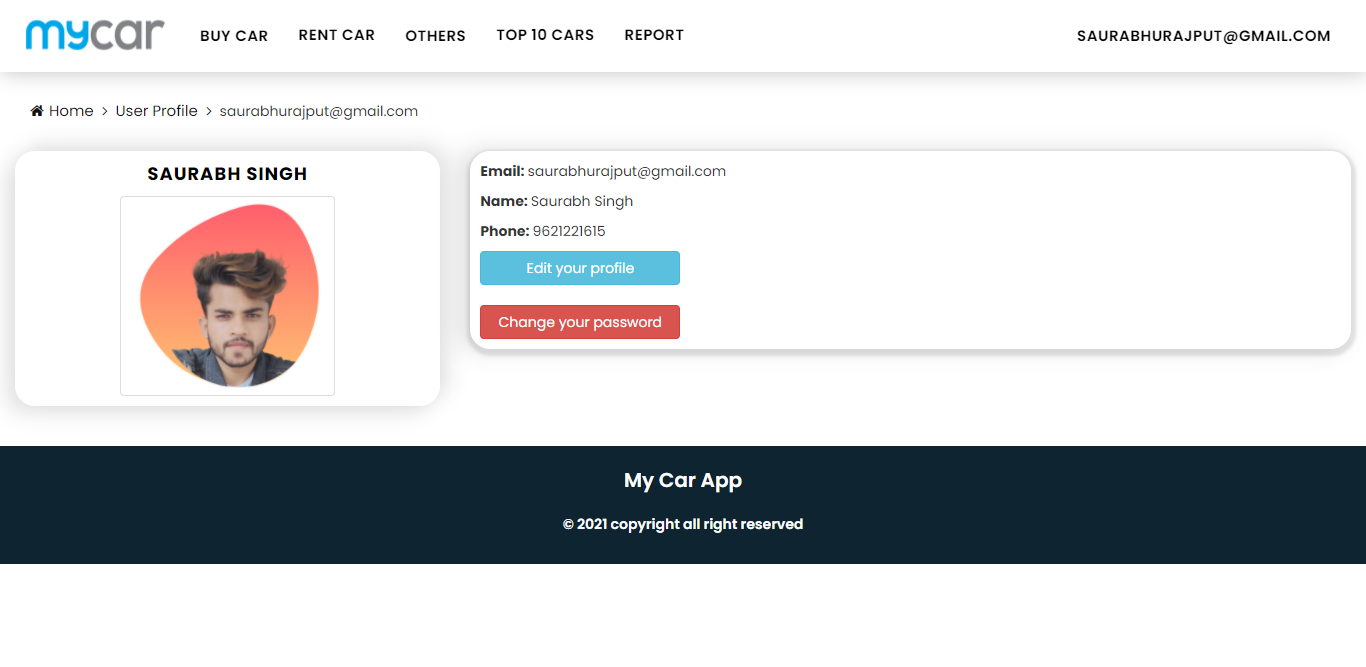 mycar BUY CAR RENT CAR OTHERS TOP 10 CARS REPORT SAURABHURAJPUT@GMAIL.COM
Home > User Profile > saurabhurajput@gmail.com
SAURABH SINGH
Email: saurabhurajput@gmail.com
Name: Saurabh Singh
Phone: 9621221615
Edit your profile
Change your password
My Car App
© 2021 copyright all right reserved